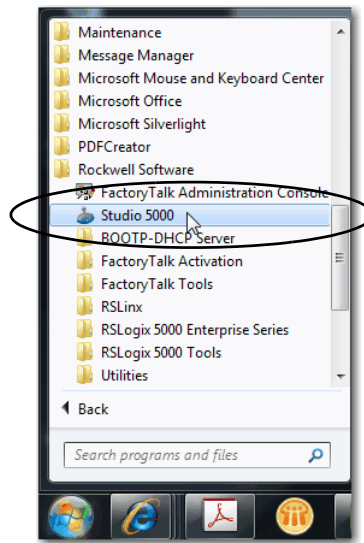 Maintenance
Message Manager
Microsoft Mouse and Keyboard Center
Microsoft Office
Microsoft Silverlight
PDFCreator
Rockwell Software
FactoryTalk Administration Console
Studio 5000
BOOTP-DHCP Server
FactoryTalk Activation
FactoryTalk Tools
RSLinx
RSLogix 5000 Enterprise Series
RSLogix 5000 Tools
Utilities
Back
Search programs and files